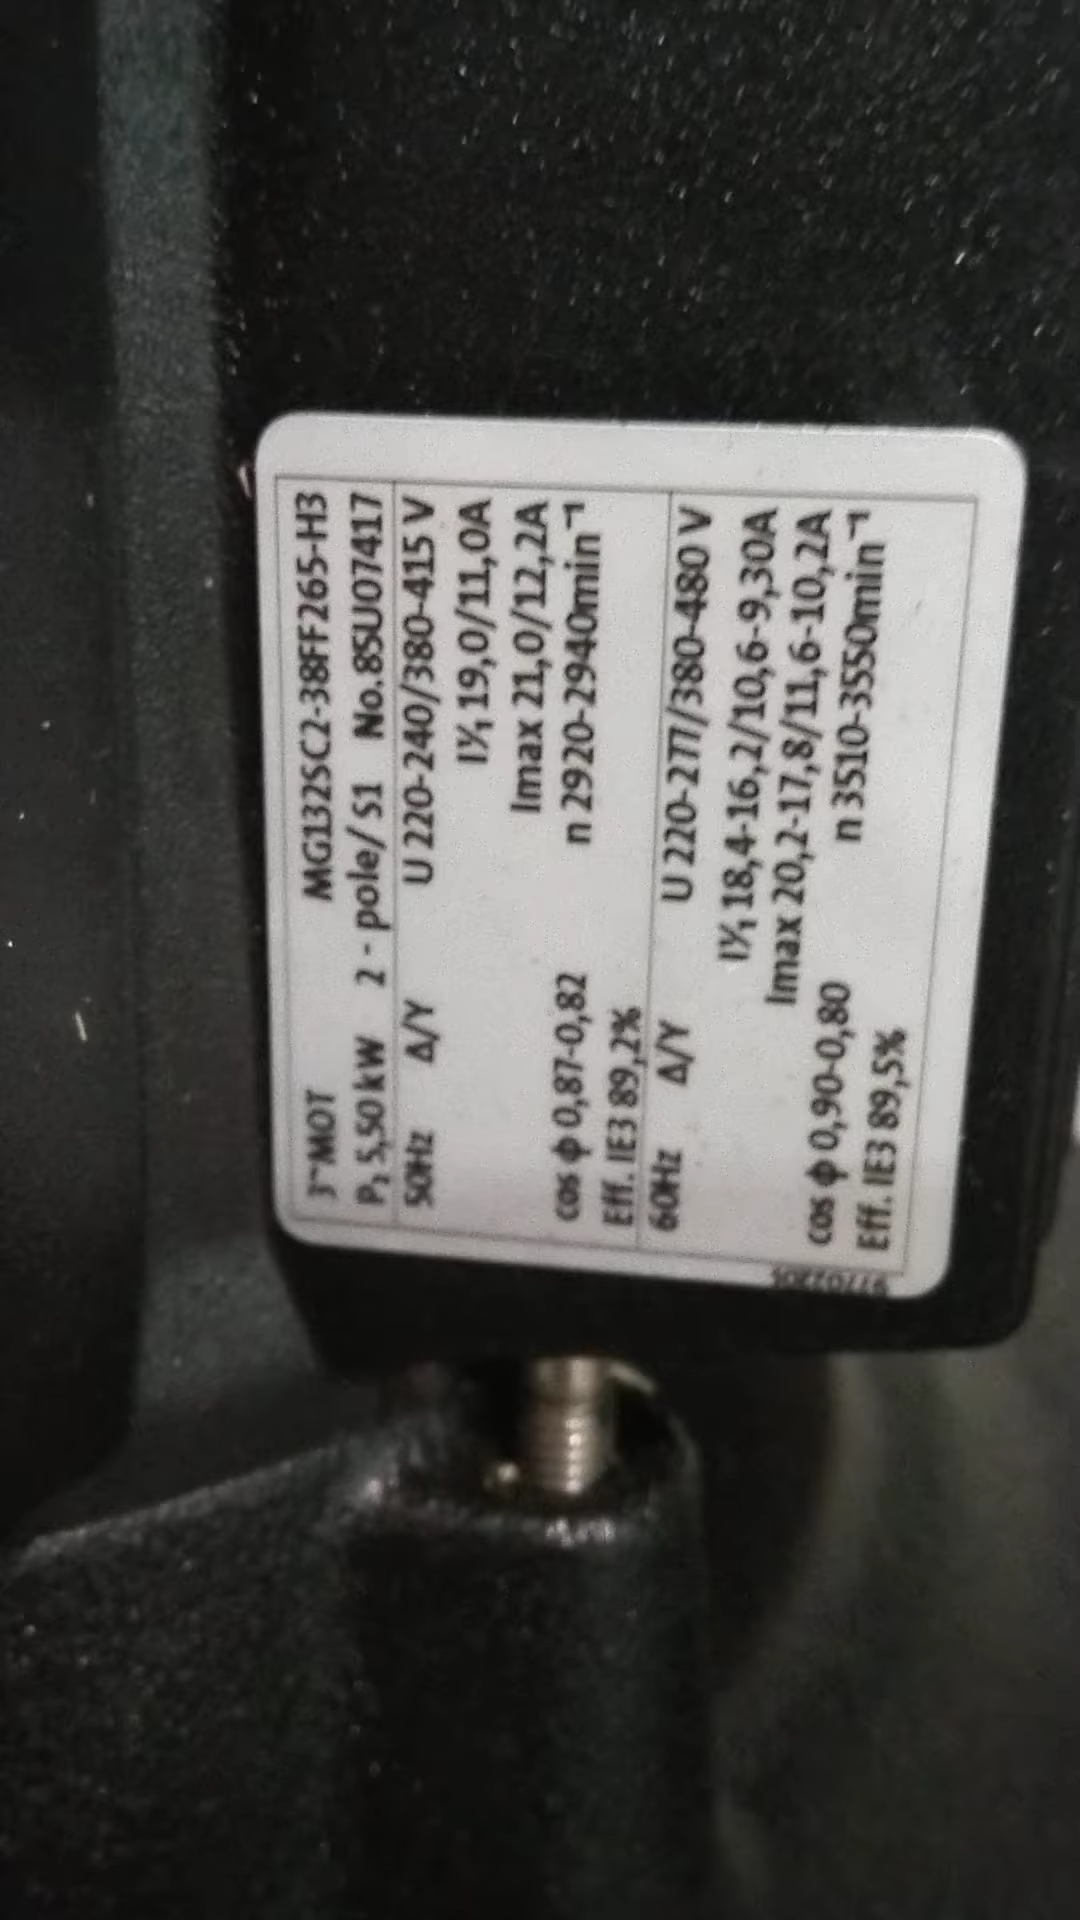 3~MOT MG132SC2-38FF265-H3
P₂ 5,50 kW 2 - pole/ S1 No.85U07417
50Hz Δ/Y U 220-240/380-415 V
I1/1 19,0/11,0A
Imax 21,0/12,2A
cos ϕ 0,87-0,82 n 2920-2940min⁻¹
Eff. IE3 89,2%
60Hz Δ/Y U 220-277/380-480 V
I1/1 18,4-16,2/10,6-9,30A
Imax 20,2-17,8/11,6-10,2A
cos ϕ 0,90-0,80 n 3510-3550min⁻¹
Eff. IE3 89,5%